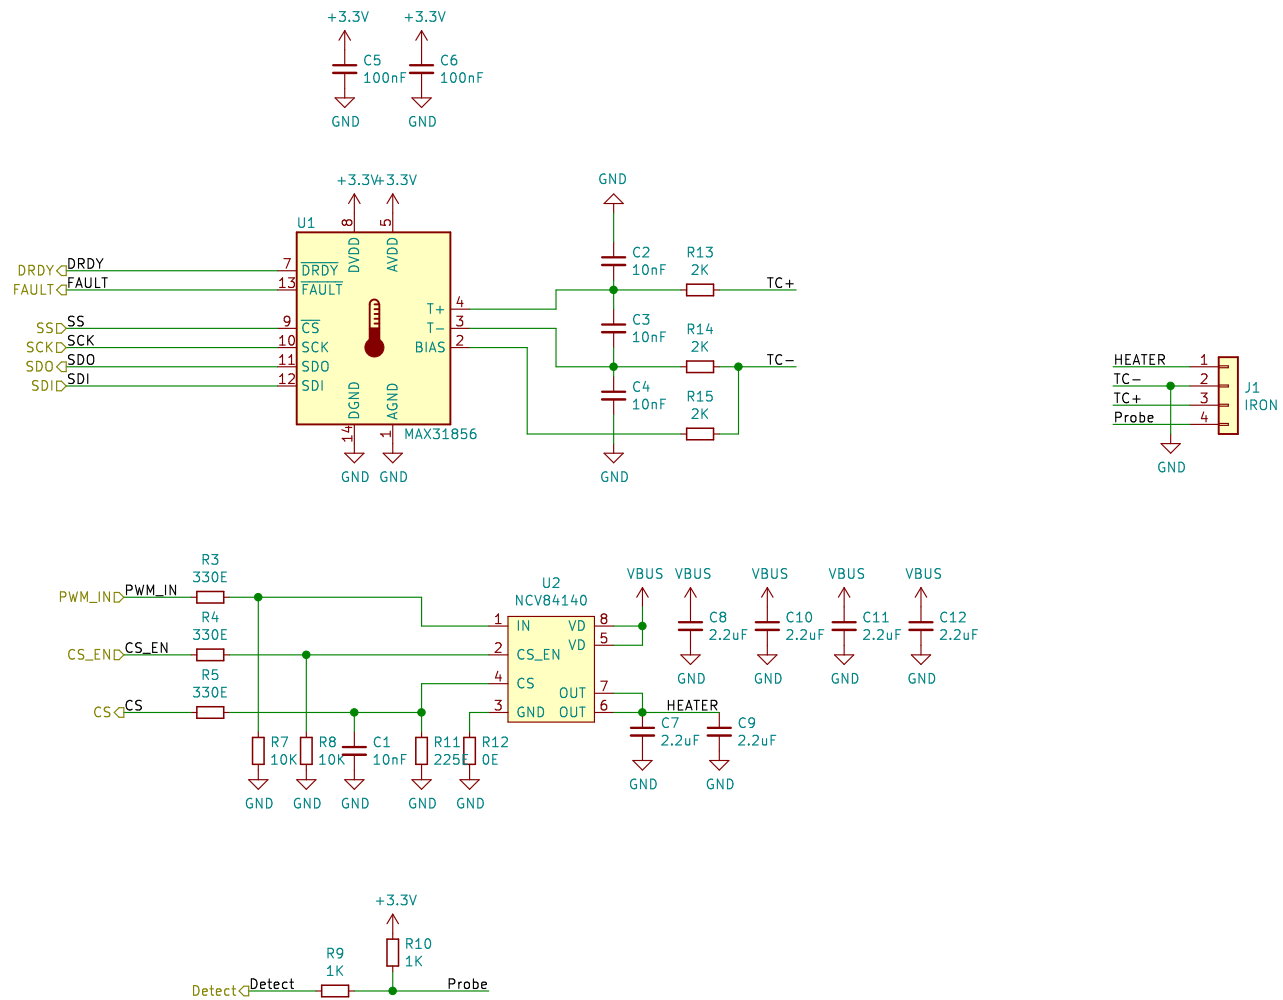 +3.3V +3.3V
C5 C6
100nF 100nF
GND GND
+3.3V +3.3V GND
U1
8 5
DVDD AVDD
C2 R13
10nF 2K
DRDY DRDY 7 DRDY
FAULT FAULT 13 FAULT
TC+
4 T+
C3 R14
10nF 2K
SS SS 9 CS T- 3
SCK SCK 10 SCK BIAS 2
SDO SDO 11 SDO
TC-
SDI SDI 12 SDI
C4 R15
10nF 2K
DGND AGND
14 1
MAX31856
GND GND GND
HEATER 1
TC- 2
TC+ 3
Probe 4
J1
IRON
GND
R3
330E
PWM_IN PWM_IN
R4
330E
CS_EN CS_EN
R5
330E
CS CS
U2
NCV84140
1 IN VD 8
VD 5
2 CS_EN
4 CS
OUT 7
3 GND OUT 6
HEATER
VBUS VBUS VBUS VBUS VBUS
C8 C10 C11 C12
2.2uF 2.2uF 2.2uF 2.2uF
GND GND GND GND
R7 R8 C1 R11 R12
10K 10K 10nF 225E 0E
GND GND GND GND GND
C7 C9
2.2uF 2.2uF
GND GND
+3.3V
R10
1K
R9
1K
Detect Detect Probe